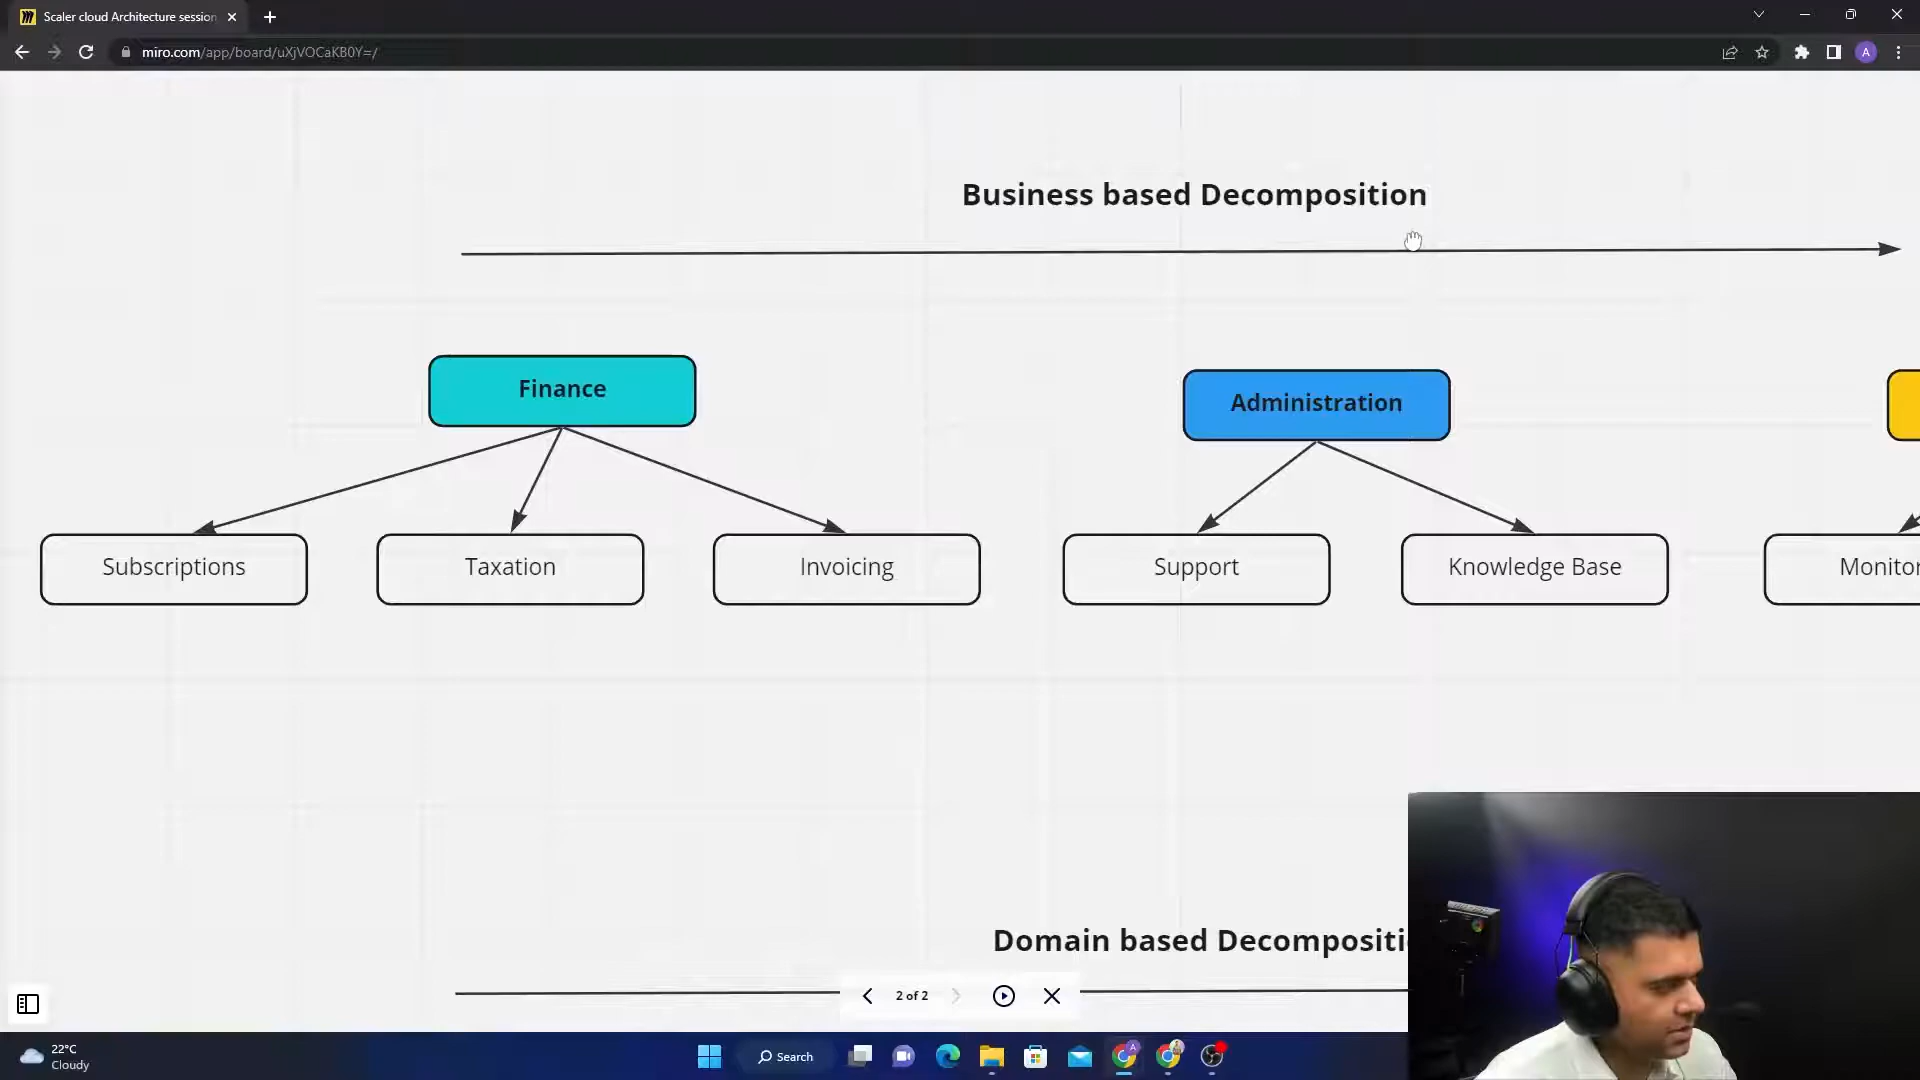 Scaler cloud Architecture session
miro.com/app/board/uXjVOCaKB0Y=/
A
Business based Decomposition
Finance
Administration
Subscriptions
Taxation
Invoicing
Support
Knowledge Base
Monitor
Domain based Decompositi
2 of 2
22°C
Cloudy
Search